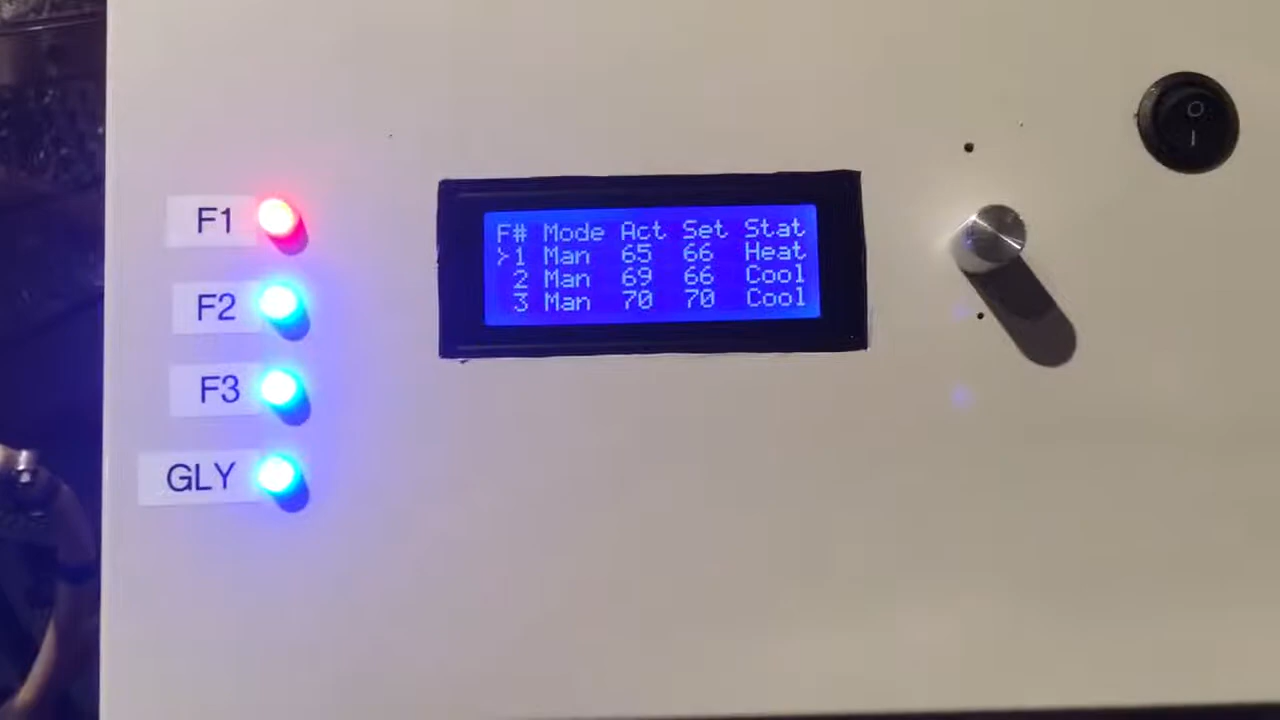 F1
F2
F3
GLY
F# Mode Act Set Stat
>1 Man 65 66 Heat
2 Man 69 66 Cool
3 Man 70 70 Cool
O
I